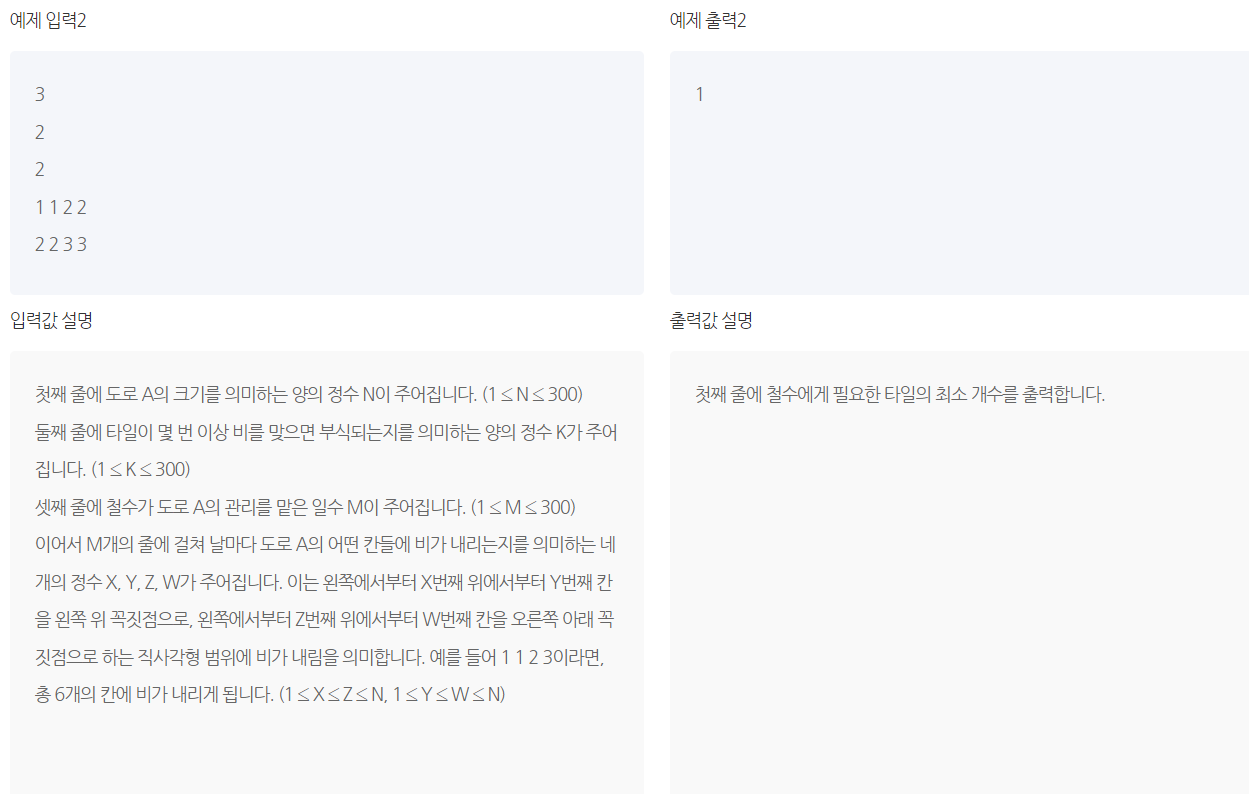 예제 입력2
3
2
2
1 1 2 2
2 2 3 3
예제 출력2
1
입력값 설명
첫째 줄에 도로 A의 크기를 의미하는 양의 정수 N이 주어집니다. (1 ≤ N ≤ 300)
둘째 줄에 타일이 몇 번 이상 비를 맞으면 부식되는지를 의미하는 양의 정수 K가 주어
집니다. (1 ≤ K ≤ 300)
셋째 줄에 철수가 도로 A의 관리를 맡은 일수 M이 주어집니다. (1 ≤ M ≤ 300)
이어서 M개의 줄에 걸쳐 날마다 도로 A의 어떤 칸들에 비가 내리는지를 의미하는 네
개의 정수 X, Y, Z, W가 주어집니다. 이는 왼쪽에서부터 X번째 위에서부터 Y번째 칸
을 왼쪽 위 꼭짓점으로, 왼쪽에서부터 Z번째 위에서부터 W번째 칸을 오른쪽 아래 꼭
짓점으로 하는 직사각형 범위에 비가 내림을 의미합니다. 예를 들어 1 1 2 3이라면,
총 6개의 칸에 비가 내리게 됩니다. (1 ≤ X ≤ Z ≤ N, 1 ≤ Y ≤ W ≤ N)
출력값 설명
첫째 줄에 철수에게 필요한 타일의 최소 개수를 출력합니다.